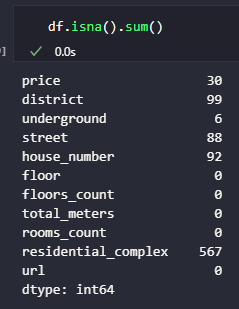 df.isna().sum()
0.0s
price 30
district 99
underground 6
street 88
house_number 92
floor 0
floors_count 0
total_meters 0
rooms_count 0
residential_complex 567
url 0
dtype: int64